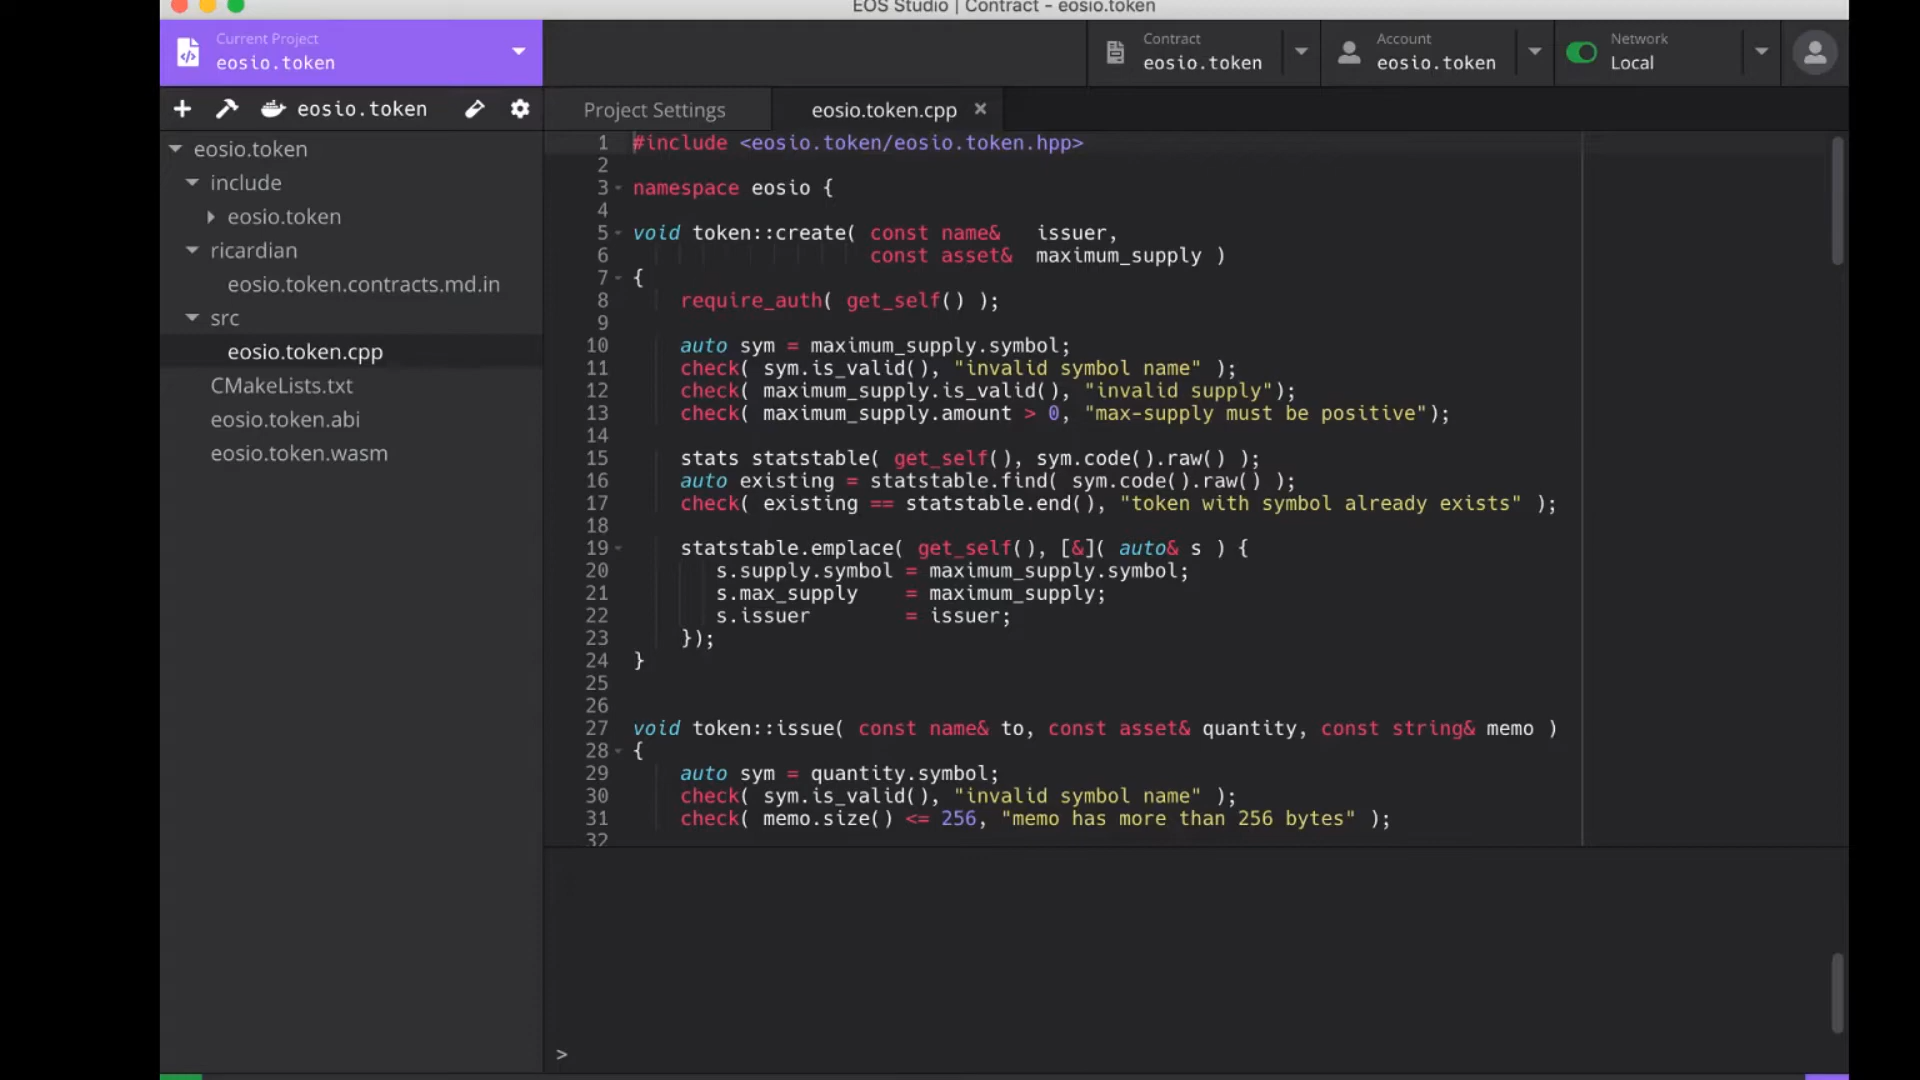 EOS Studio | Contract - eosio.token
Current Project
eosio.token
Contract
eosio.token
Account
eosio.token
Network
Local
eosio.token
Project Settings
eosio.token.cpp ×
eosio.token
include
eosio.token
ricardian
eosio.token.contracts.md.in
src
eosio.token.cpp
CMakeLists.txt
eosio.token.abi
eosio.token.wasm
1 #include <eosio.token/eosio.token.hpp>
2
3 namespace eosio {
4
5 void token::create( const name&   issuer,
6                     const asset&  maximum_supply )
7 {
8     require_auth( get_self() );
9
10     auto sym = maximum_supply.symbol;
11     check( sym.is_valid(), "invalid symbol name" );
12     check( maximum_supply.is_valid(), "invalid supply");
13     check( maximum_supply.amount > 0, "max-supply must be positive");
14
15     stats statstable( get_self(), sym.code().raw() );
16     auto existing = statstable.find( sym.code().raw() );
17     check( existing == statstable.end(), "token with symbol already exists" );
18
19     statstable.emplace( get_self(), [&]( auto& s ) {
20        s.supply.symbol = maximum_supply.symbol;
21        s.max_supply    = maximum_supply;
22        s.issuer        = issuer;
23     });
24 }
25
26
27 void token::issue( const name& to, const asset& quantity, const string& memo )
28 {
29     auto sym = quantity.symbol;
30     check( sym.is_valid(), "invalid symbol name" );
31     check( memo.size() <= 256, "memo has more than 256 bytes" );
32
>